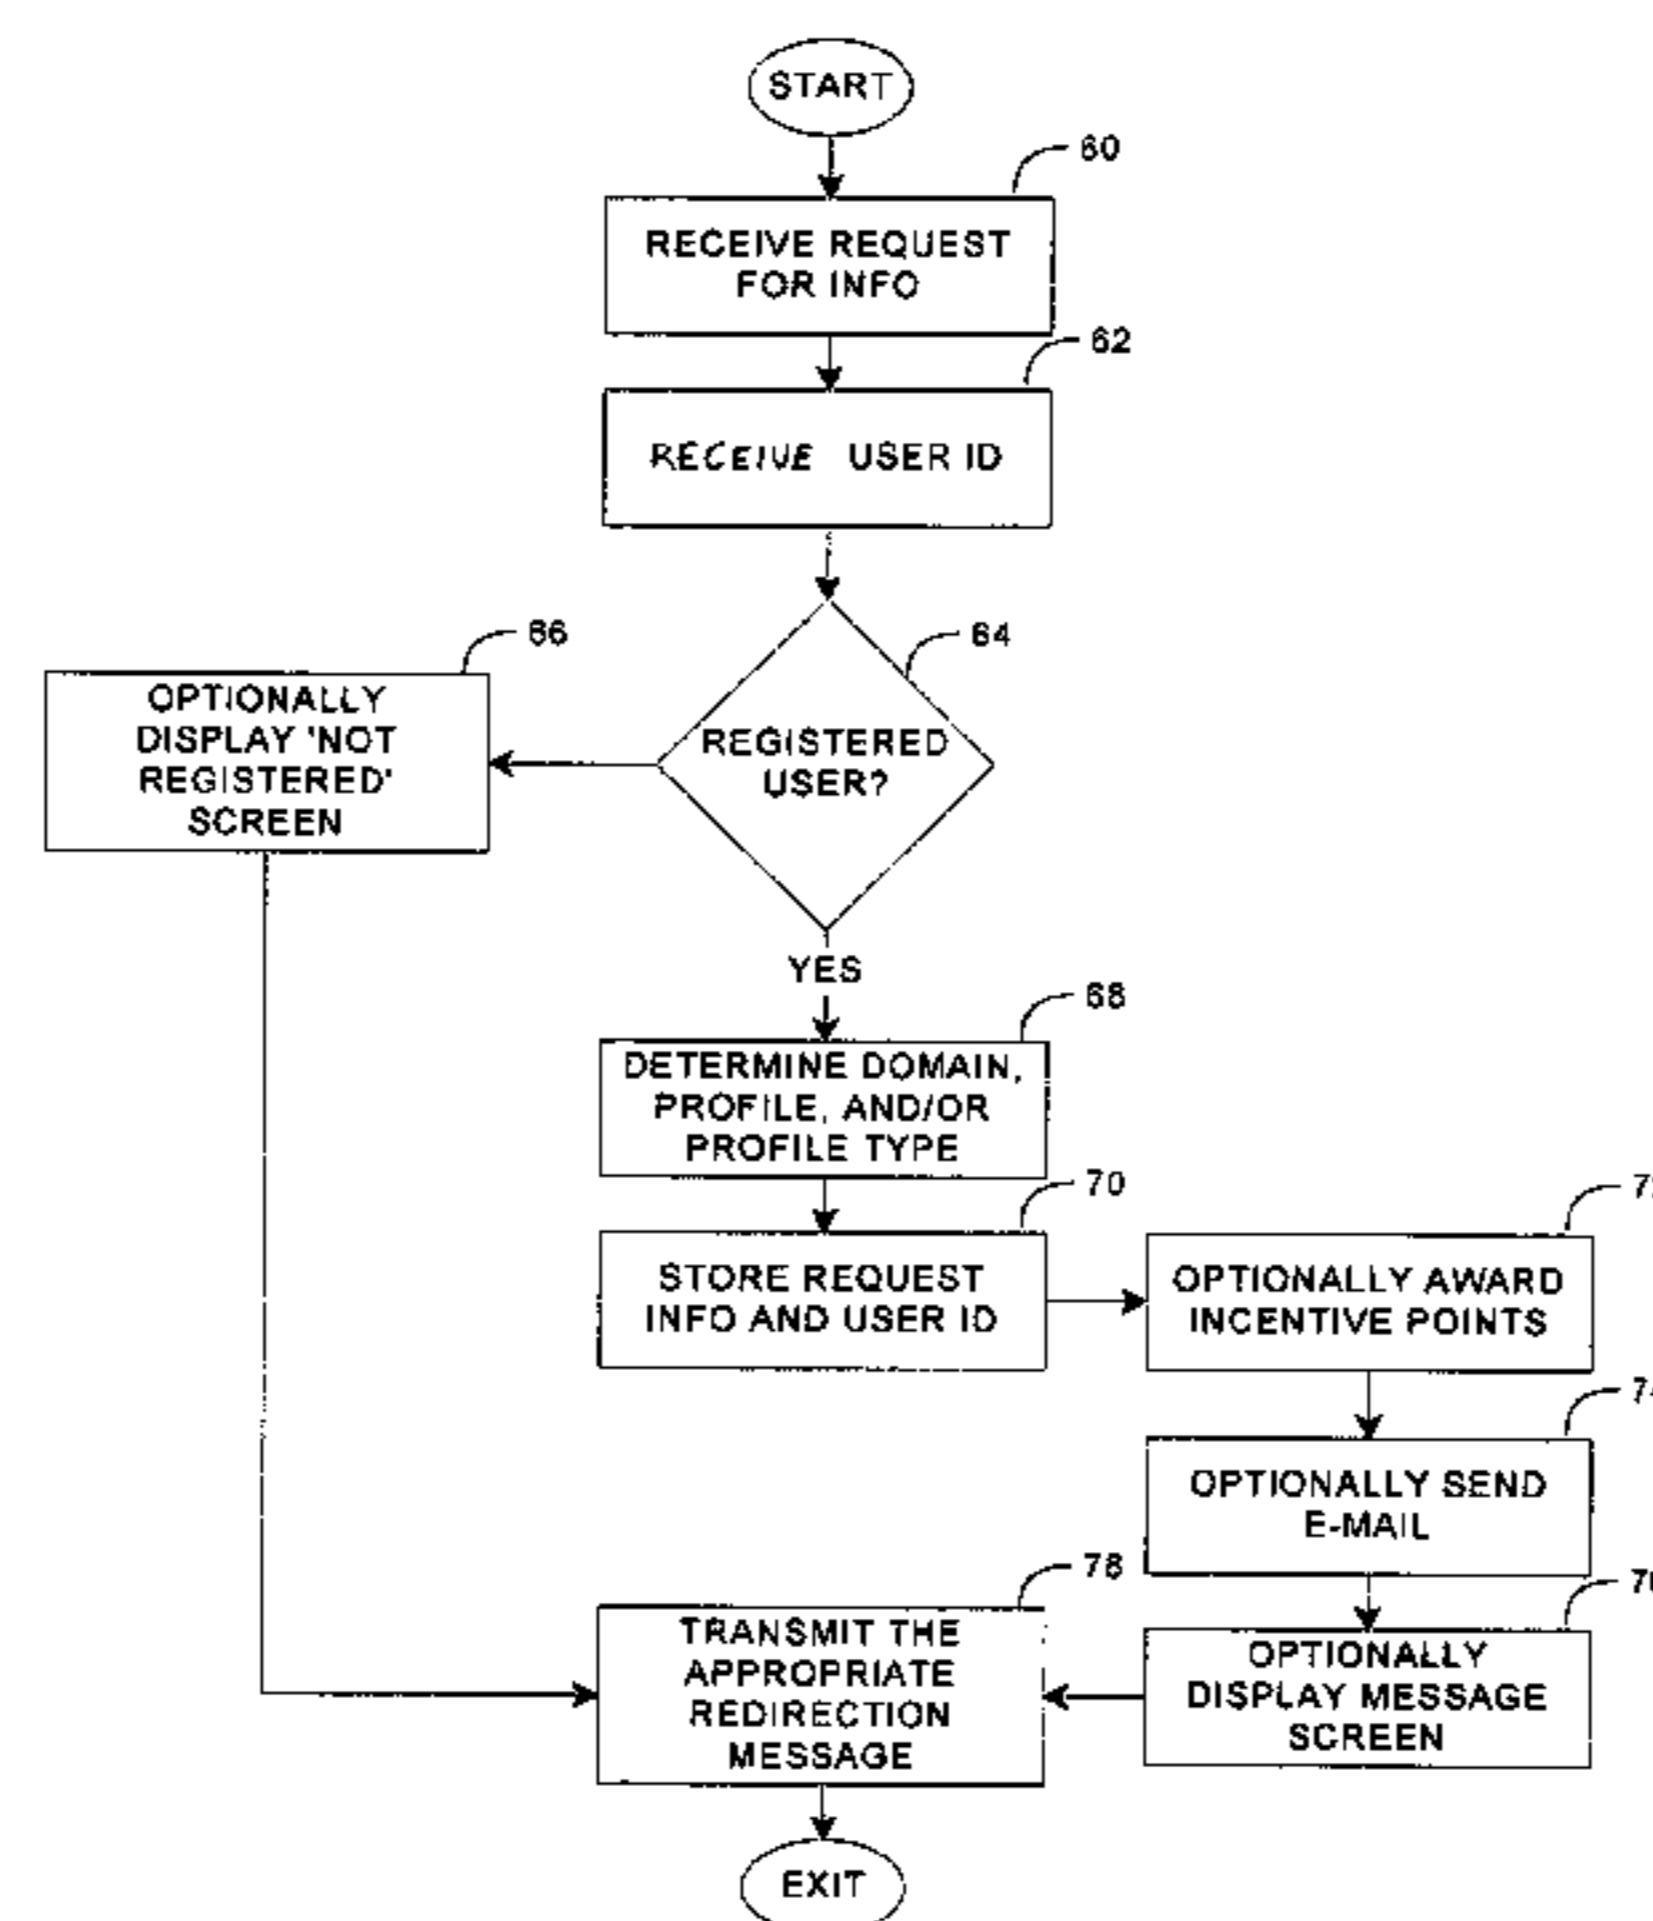 START
60
RECEIVE REQUEST
FOR INFO
62
RECEIVE USER ID
64
REGISTERED
USER?
66
OPTIONALLY
DISPLAY 'NOT
REGISTERED'
SCREEN
YES
68
DETERMINE DOMAIN,
PROFILE, AND/OR
PROFILE TYPE
70
STORE REQUEST
INFO AND USER ID
OPTIONALLY AWARD
INCENTIVE POINTS
OPTIONALLY SEND
E-MAIL
OPTIONALLY
DISPLAY MESSAGE
SCREEN
78
TRANSMIT THE
APPROPRIATE
REDIRECTION
MESSAGE
EXIT